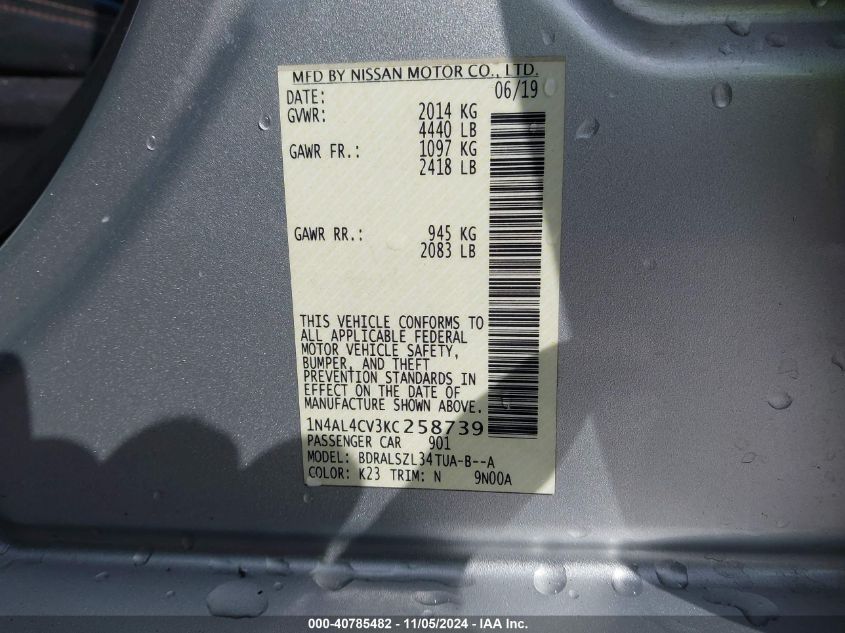 MFD BY NISSAN MOTOR CO., LTD.
DATE: 06/19
GVWR: 2014 KG
4440 LB
GAWR FR.: 1097 KG
2418 LB
GAWR RR.: 945 KG
2083 LB
THIS VEHICLE CONFORMS TO
ALL APPLICABLE FEDERAL
MOTOR VEHICLE SAFETY,
BUMPER, AND THEFT
PREVENTION STANDARDS IN
EFFECT ON THE DATE OF
MANUFACTURE SHOWN ABOVE.
1N4AL4CV3KC258739
PASSENGER CAR 901
MODEL: BDRALSZL34TUA-B--A
COLOR: K23 TRIM: N 9N00A
000-40785482 - 11/05/2024 - IAA Inc.